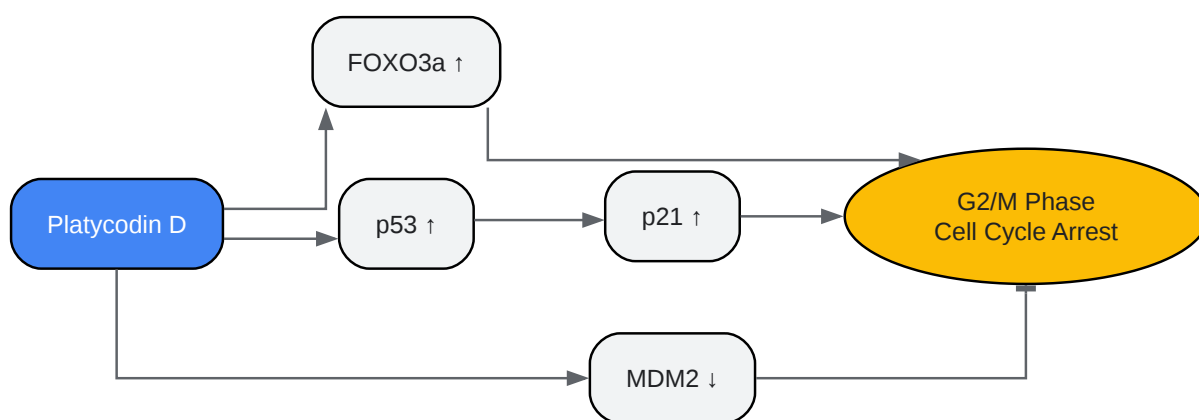 FOXO3a ↑
Platycodin D
p53 ↑
p21 ↑
G2/M Phase
Cell Cycle Arrest
MDM2 ↓